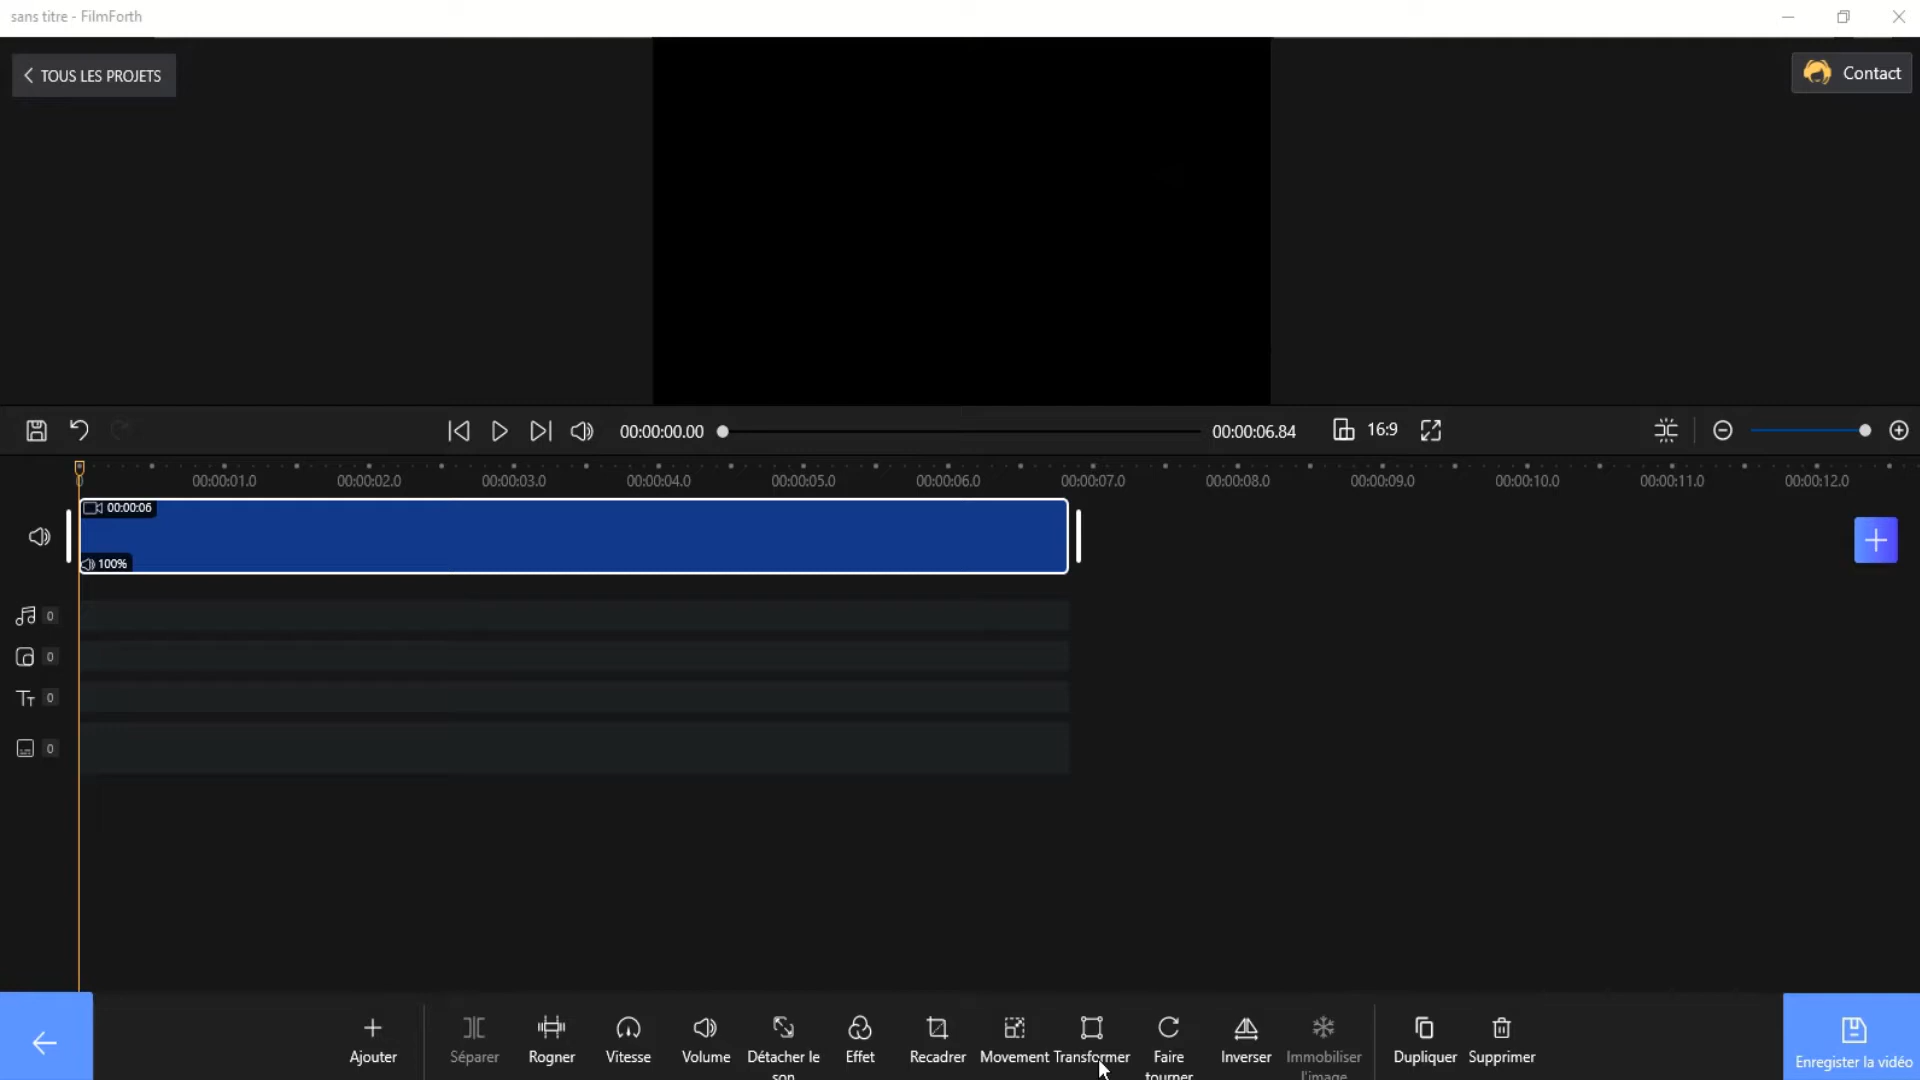 sans titre - FilmForth
TOUS LES PROJETS
Contact
00:00:00.00
00:00:06.84
16:9
0
00:00:01.0
00:00:02.0
00:00:03.0
00:00:04.0
00:00:05.0
00:00:06.0
00:00:07.0
00:00:08.0
00:00:09.0
00:00:10.0
00:00:11.0
00:00:12.0
00:00:06
100%
0
0
0
0
Ajouter
Séparer
Rogner
Vitesse
Volume
Détacher le
son
Effet
Recadrer
Movement
Transformer
Faire
tourner
Inverser
Immobiliser
l'image
Dupliquer
Supprimer
Enregister la vidéo